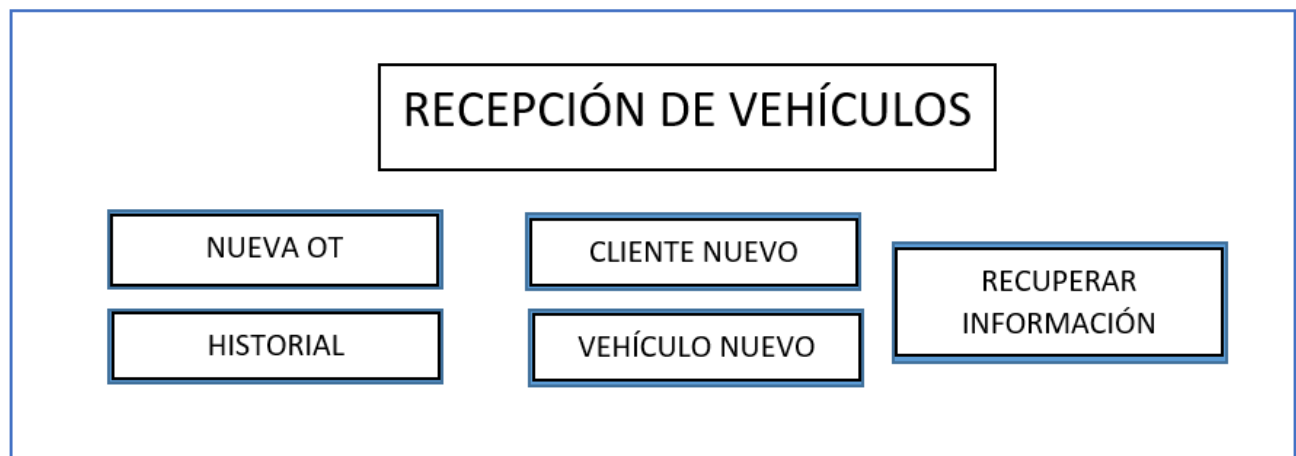 RECEPCIÓN DE VEHÍCULOS
NUEVA OT
CLIENTE NUEVO
RECUPERAR
INFORMACIÓN
HISTORIAL
VEHÍCULO NUEVO